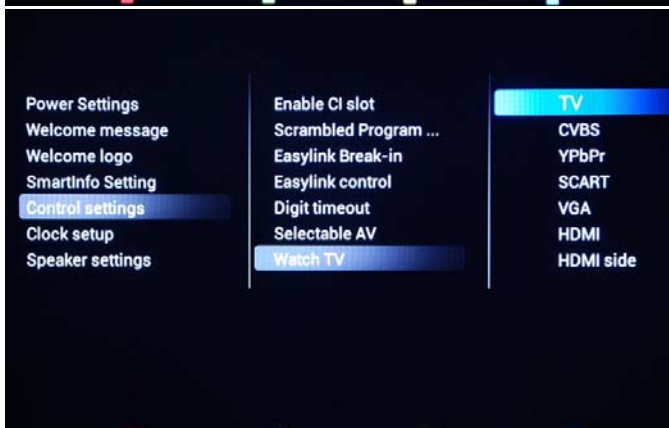 Power Settings
Welcome message
Welcome logo
SmartInfo Setting
Control settings
Clock setup
Speaker settings
Enable CI slot
Scrambled Program ...
Easylink Break-in
Easylink control
Digit timeout
Selectable AV
Watch TV
TV
CVBS
YPbPr
SCART
VGA
HDMI
HDMI side